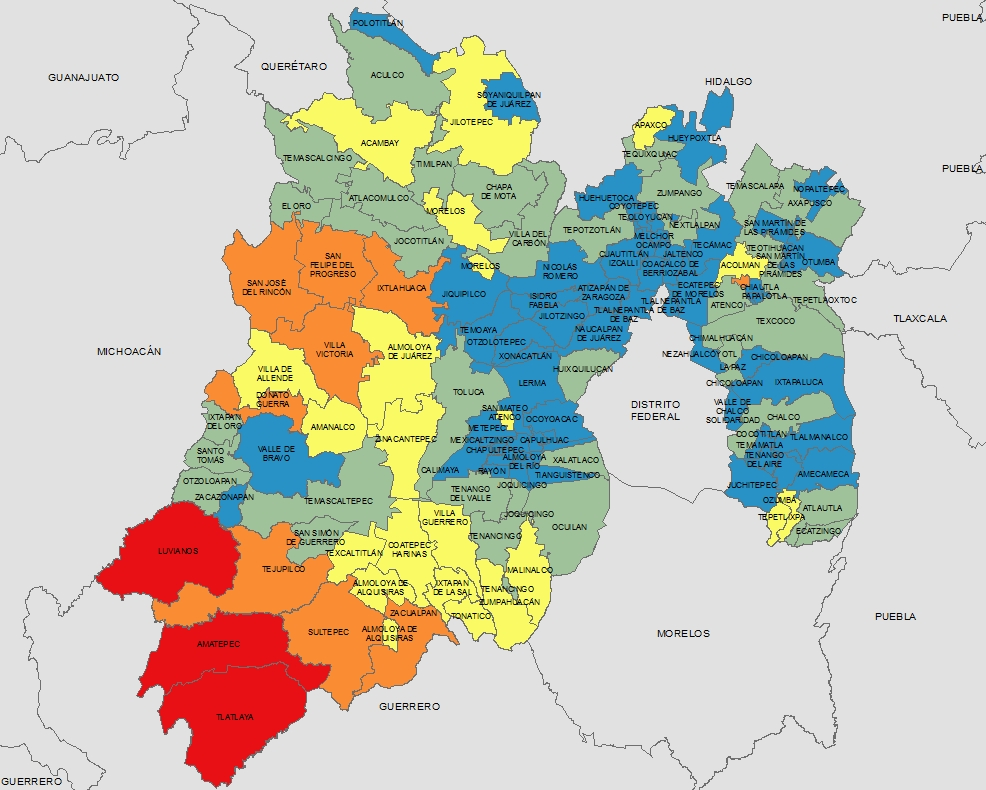 PUEBLA
POLOTITLÁN
QUERÉTARO
GUANAJUATO
ACULCO
HIDALGO
SOYANIQUILPAN
DE JUÁREZ
JILOTEPEC
APAXCO
HUEYPOXTLA
ACAMBAY
TEQUIXQUIAC
TEMASCALCINGO
TIMILPAN
PUEBLA
CHAPA
DE MOTA
ZUMPANGO
TEMASCALAPA
NOPALTEPEC
AXAPUSCO
ATLACOMULCO
HUEHUETOCA
COYOTEPEC
EL ORO
MORELOS
TEOLOYUCAN
NEXTLALPAN
SAN MARTÍN DE
LAS PIRÁMIDES
TEPOTZOTLÁN
MELCHOR
OCAMPO
JOCOTITLÁN
VILLA DEL
CARBÓN
TECÁMAC
TEOTIHUACAN
CUAUTITLÁN
IZCALLI
JALTENCO
SAN MARTÍN
DE LAS
PIRÁMIDES
OTUMBA
SAN
FELIPE DEL
PROGRESO
MORELOS
NICOLÁS
ROMERO
COACALCO DE
BERRIOZABAL
ACOLMAN
SAN JOSÉ
DEL RINCÓN
IXTLAHUACA
JIQUIPILCO
ISIDRO
FABELA
ATIZAPÁN DE
ZARAGOZA
ECATEPEC
DE MORELOS
CHIAUTLA
PAPALOTLA
TEPETLAOXTOC
TLALNEPANTLA
DE BAZ
ATENCO
TLALNEPANTLA
DE BAZ
JILOTZINGO
TEXCOCO
TLAXCALA
TEMOAYA
NAUCALPAN
DE JUÁREZ
OTZOLOTEPEC
CHIMALHUACÁN
MICHOACÁN
VILLA
VICTORIA
ALMOLOYA
DE JUÁREZ
XONACATLÁN
NEZAHUALCÓYOTL
CHICOLOAPAN
LA PAZ
HUIXQUILUCAN
VILLA DE
ALLENDE
LERMA
CHICOLOAPAN
IXTAPALUCA
TOLUCA
DONATO
GUERRA
DISTRITO
FEDERAL
VALLE DE
CHALCO
SOLIDARIDAD
SAN MATEO
ATENCO
OCOYOACAC
CHALCO
IXTAPAN
DEL ORO
AMANALCO
METEPEC
ZINACANTEPEC
MEXICALTZINGO
CAPULHUAC
COCOTITLÁN
TLALMANALCO
TEMAMATLA
VALLE DE
BRAVO
CHAPULTEPEC
SANTO
TOMÁS
ALMOLOYA
DEL RÍO
XALATLACO
TENANGO
DEL AIRE
CALIMAYA
RAYÓN
TIANGUISTENCO
AMECAMECA
OTZOLOAPAN
JOQUICINGO
JUCHITEPEC
ZACAZONAPAN
TEMASCALTEPEC
TENANGO
DEL VALLE
OZUMBA
ATLAUTLA
VILLA
GUERRERO
JOQUICINGO
TEPETLIXPA
OCUILAN
ECATZINGO
SAN SIMÓN
DE GUERRERO
TENANCINGO
LUVIANOS
TEXCALTITLÁN
COATEPEC
HARINAS
TEJUPILCO
MALINALCO
ALMOLOYA DE
ALQUISIRAS
IXTAPAN
DE LA SAL
TENANCINGO
ZUMPAHUACÁN
ZACUALPAN
TONATICO
PUEBLA
SULTEPEC
ALMOLOYA DE
ALQUISIRAS
MORELOS
AMATEPEC
GUERRERO
TLATLAYA
GUERRERO